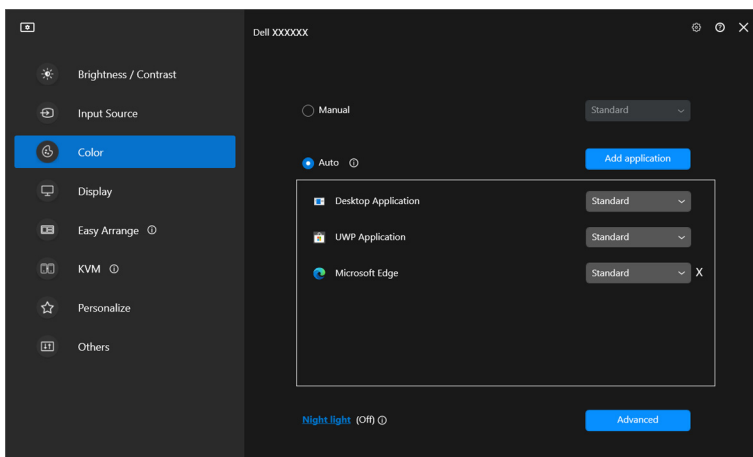 Dell XXXXXX
Brightness / Contrast
Input Source
Color
Display
Easy Arrange
KVM
Personalize
Others
Manual
Standard
Auto
Add application
Desktop Application
Standard
UWP Application
Standard
Microsoft Edge
Standard
X
Night light (Off)
Advanced